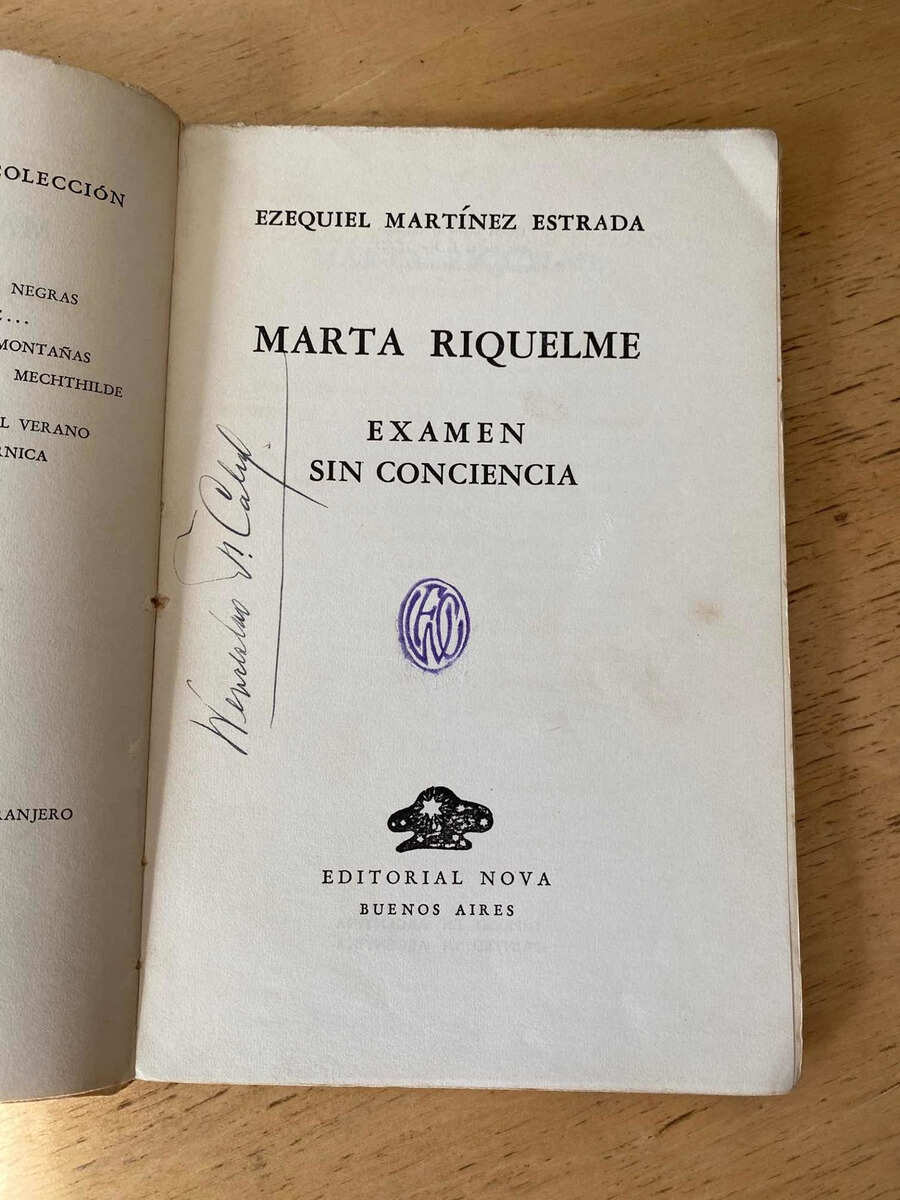 COLECCIÓN
NEGRAS
...
MONTAÑAS
MECHTHILDE
L VERANO
RNICA
RANJERO
EZEQUIEL MARTÍNEZ ESTRADA
MARTA RIQUELME
EXAMEN
SIN CONCIENCIA
EDITORIAL NOVA
BUENOS AIRES